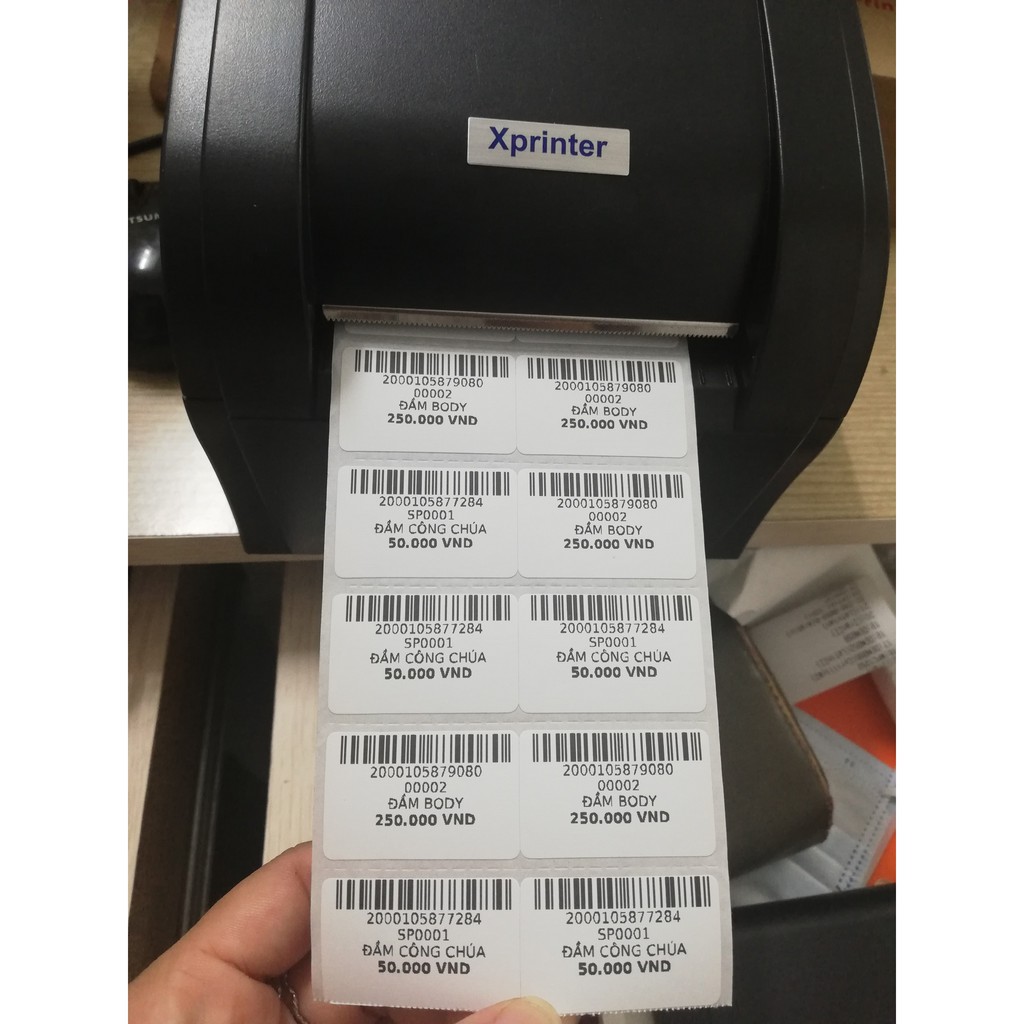 Xprinter
TSUN
2000105879080
00002
ĐẦM BODY
250.000 VND
2000105879080
00002
ĐẦM BODY
250.000 VND
2000105877284
SP0001
ĐẦM CÔNG CHÚA
50.000 VND
2000105879080
00002
ĐẦM BODY
250.000 VND
2000105877284
SP0001
ĐẦM CÔNG CHÚA
50.000 VND
2000105877284
SP0001
ĐẦM CÔNG CHÚA
50.000 VND
2000105879080
00002
ĐẦM BODY
250.000 VND
2000105879080
00002
ĐẦM BODY
250.000 VND
2000105877284
SP0001
ĐẦM CÔNG CHÚA
50.000 VND
2000105877284
SP0001
ĐẦM CÔNG CHÚA
50.000 VND